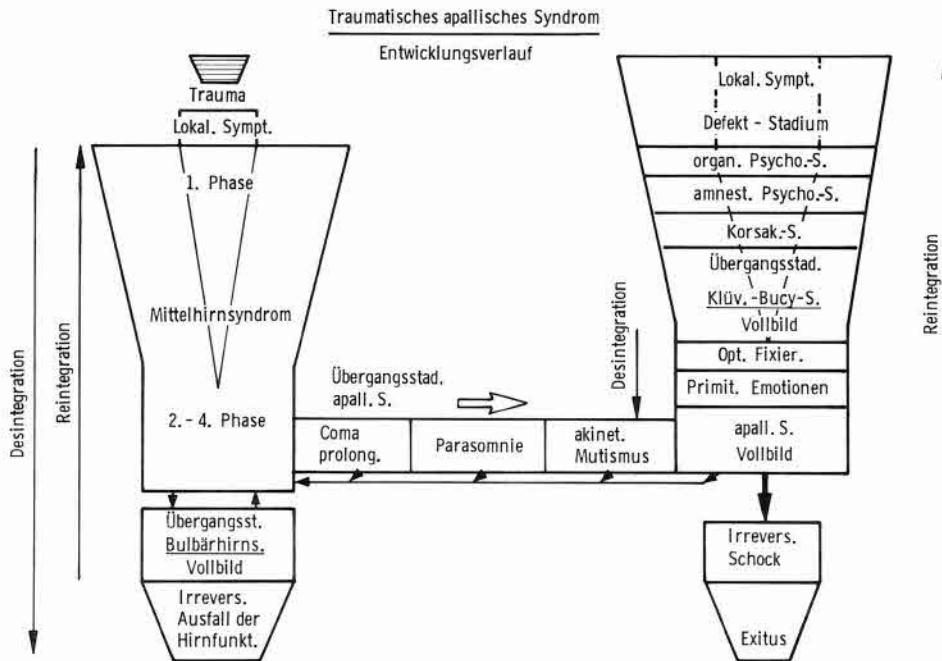 Traumatisches apallisches Syndrom
Entwicklungsverlauf
Trauma
Lokal. Sympt.
1. Phase
Mittelhirnsyndrom
2.- 4. Phase
Desintegration
Reintegration
Übergangsst.
Bulbärhirns.
Vollbild
Irrevers.
Ausfall der
Hirnfunkt.
Übergangsstad.
apall. S.
Coma
prolong.
Parasomnie
akinet.
Mutismus
Desintegration
Lokal. Sympt.
Defekt - Stadium
organ. Psycho.-S.
amnest. Psycho.-S.
Korsak.-S.
Übergangsstad.
Klüv.-Bucy-S.
Vollbild
Opt. Fixier.
Primit. Emotionen
apall. S.
Vollbild
Irrevers.
Schock
Exitus
Reintegration